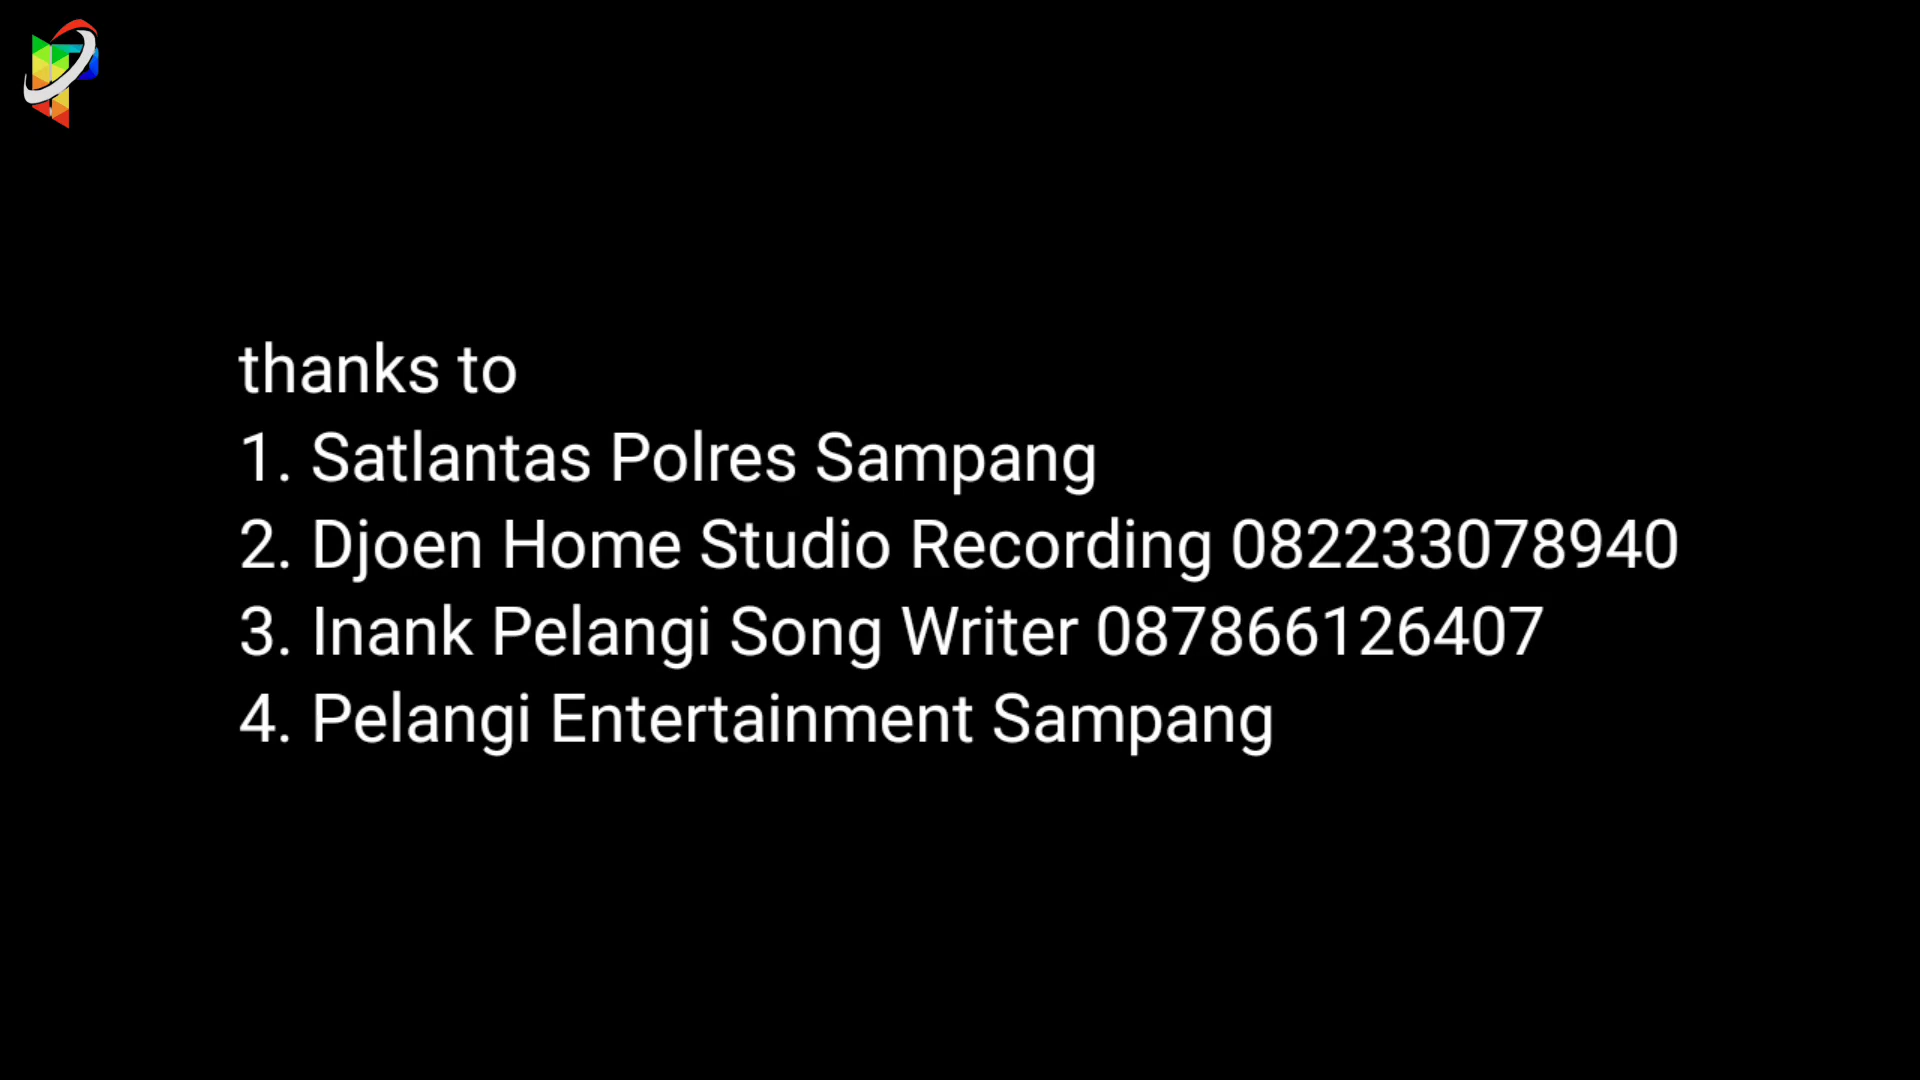 thanks to
1. Satlantas Polres Sampang
2. Djoen Home Studio Recording 082233078940
3. Inank Pelangi Song Writer 087866126407
4. Pelangi Entertainment Sampang